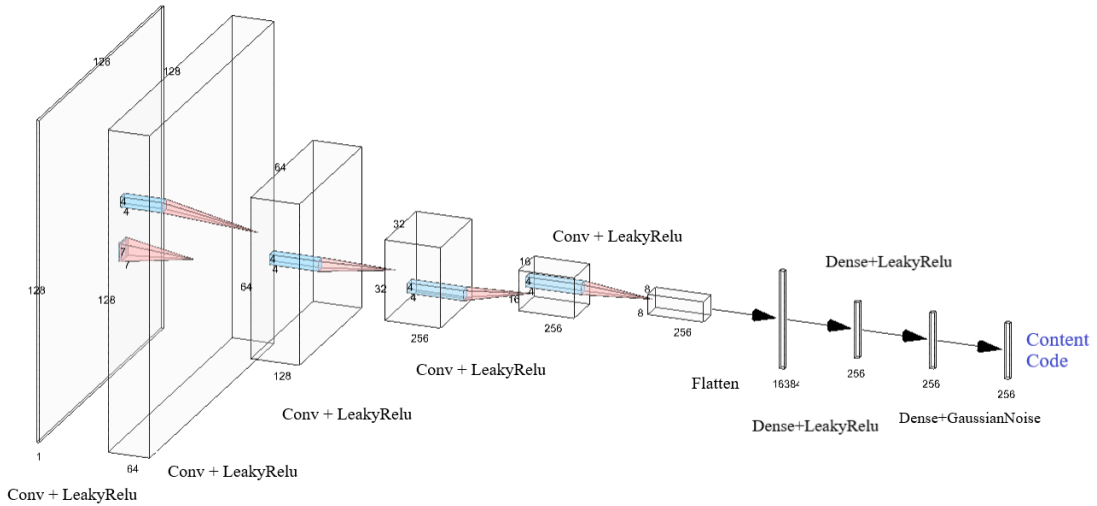 128
128
128
128
1
Conv + LeakyRelu
4
4
7
7
64
Conv + LeakyRelu
64
64
4
4
128
Conv + LeakyRelu
32
32
4
4
256
Conv + LeakyRelu
Conv + LeakyRelu
16
16
4
4
256
8
8
256
Flatten
16384
Dense+LeakyRelu
256
Dense+LeakyRelu
256
Dense+GaussianNoise
256
Content
Code